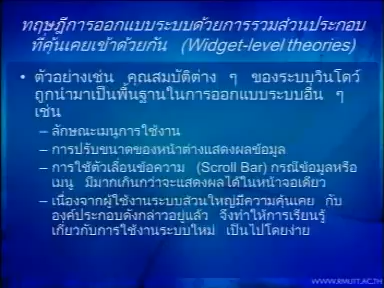 ทฤษฎีการออกแบบระบบด้วยการรวมส่วนประกอบ
ที่คุ้นเคยเข้าด้วยกัน (Widget-level theories)
• ตัวอย่างเช่น คุณสมบัติต่าง ๆ ของระบบวินโดว์
ถูกนำมาเป็นพื้นฐานในการออกแบบระบบอื่น ๆ
เช่น
– ลักษณะเมนูการใช้งาน
– การปรับขนาดของหน้าต่างแสดงผลข้อมูล
– การใช้ตัวเลื่อนข้อความ (Scroll Bar) กรณีข้อมูลหรือ
เมนู มีมากเกินกว่าจะแสดงผลได้ในหน้าจอเดียว
– เนื่องจากผู้ใช้งานระบบส่วนใหญ่มีความคุ้นเคย กับ
องค์ประกอบดังกล่าวอยู่แล้ว จึงทำให้การเรียนรู้
เกี่ยวกับการใช้งานระบบใหม่ เป็นไปโดยง่าย
WWW.RMUTT.AC.TH